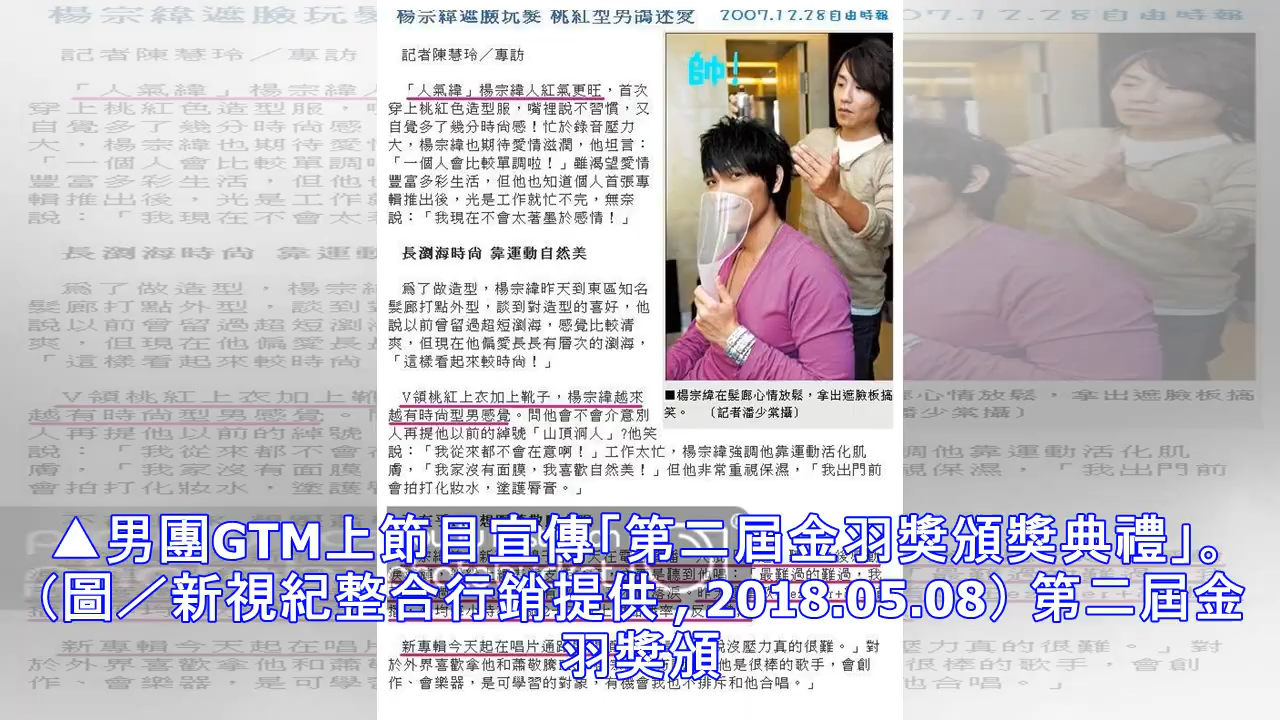 楊宗緯遮臉玩髮 桃紅型男渴迷愛 2007.12.28自由時報
記者陳慧玲／專訪
「人氣緯」楊宗緯人紅氣更旺，首次
穿上桃紅色造型服，嘴裡說不習慣，又
自覺多了幾分時尚感！忙於錄音壓力
大，楊宗緯也期待愛情滋潤，他坦言：
「一個人會比較單調啦！」雖渴望愛情
豐富多彩生活，但他也知道個人首張專
輯推出後，光是工作就忙不完，無奈
說：「我現在不會太著墨於感情！」
帥！
長瀏海時尚 靠運動自然美
為了做造型，楊宗緯昨天到東區知名
髮廊打點外型，談到對造型的喜好，他
說以前曾留過超短瀏海，感覺比較清
爽，但現在他偏愛長長有層次的瀏海，
「這樣看起來較時尚！」
■楊宗緯在髮廊心情放鬆，拿出遮臉板搞
笑。 〔記者潘少棠攝〕
V領桃紅上衣加上靴子，楊宗緯越來
越有時尚型男感覺。問他會不會介意別
人再提他以前的綽號「山頂洞人」?他笑
說：「我從來都不會在意啊！」工作太忙，楊宗緯強調他靠運動活化肌
膚，「我家沒有面膜，我喜歡自然美！」但他非常重視保濕，「我出門前
會拍打化妝水，塗護唇膏。」
▲男團GTM上節目宣傳「第二屆金羽獎頒獎典禮」。
（圖／新視紀整合行銷提供，2018.05.08） 第二屆金
羽獎頒
新專輯今天起在唱片通
說沒壓力真的很難。」對
於外界喜歡拿他和蕭敬騰
他是很棒的歌手，會創
作、會樂器，是可學習的對象，有機會我也不排斥和他合唱。」